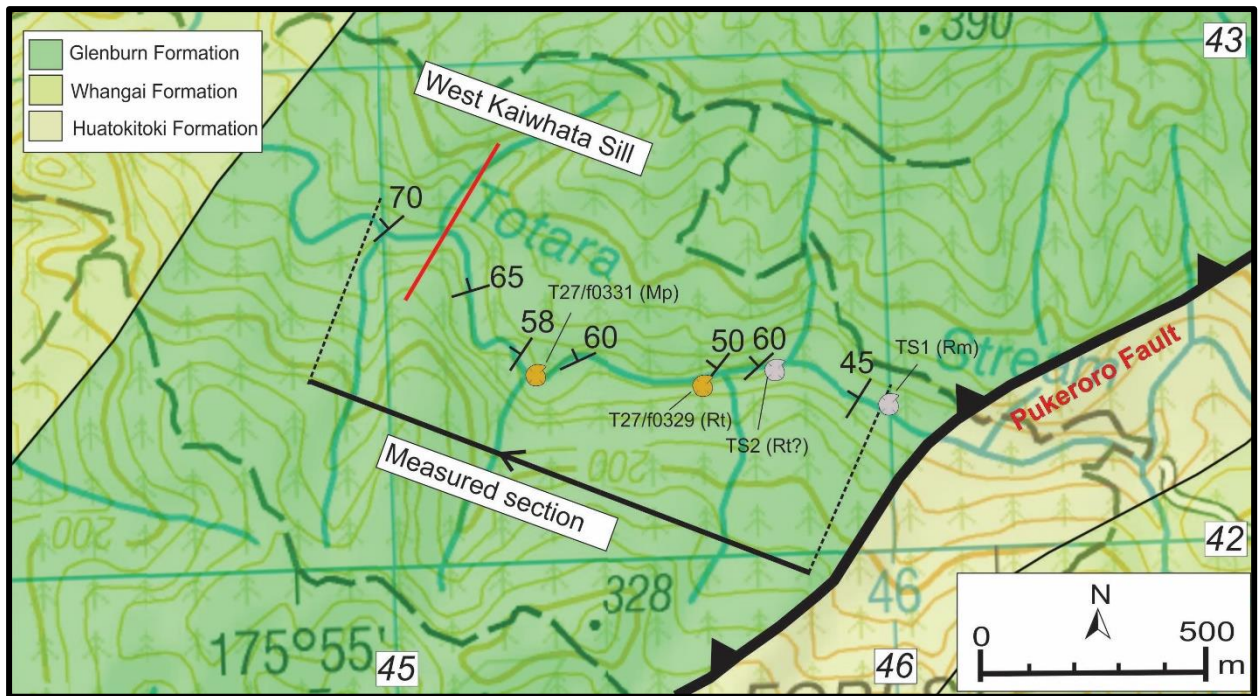 Glenburn Formation
Whangai Formation
Huatokitoki Formation
390
43
West Kaiwhata Sill
Totara
70
65
T27/f0331 (Mp)
58
60
50
60
45
TS1 (Rm)
Stream
Pukeroro Fault
T27/f0329 (Rt)
TS2 (Rt?)
200
Measured section
200
42
328
46
N
175°55'
45
46
0
500
m